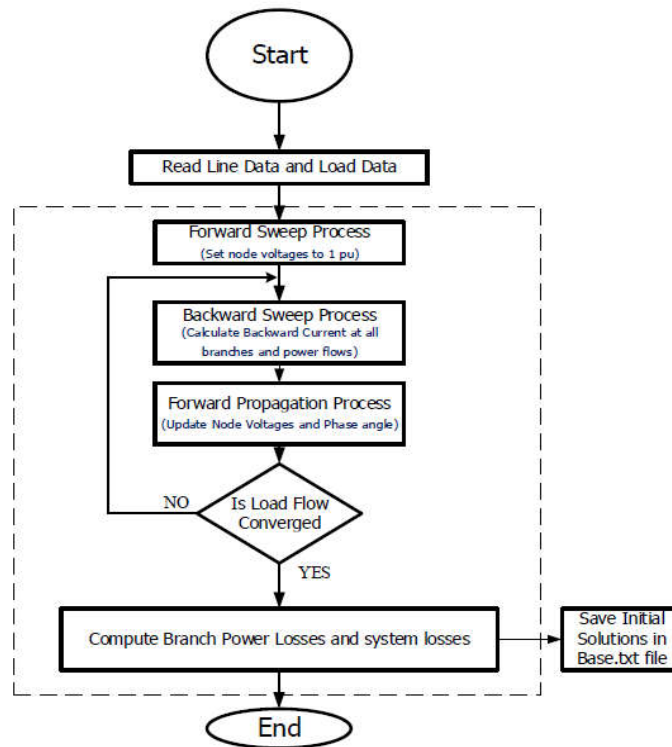 Start
Read Line Data and Load Data
Forward Sweep Process
(Set node voltages to 1 pu)
Backward Sweep Process
(Calculate Backward Current at all
branches and power flows)
Forward Propagation Process
(Update Node Voltages and Phase angle)
NO
Is Load Flow
Converged
YES
Compute Branch Power Losses and system losses
Save Initial
Solutions in
Base.txt file
End